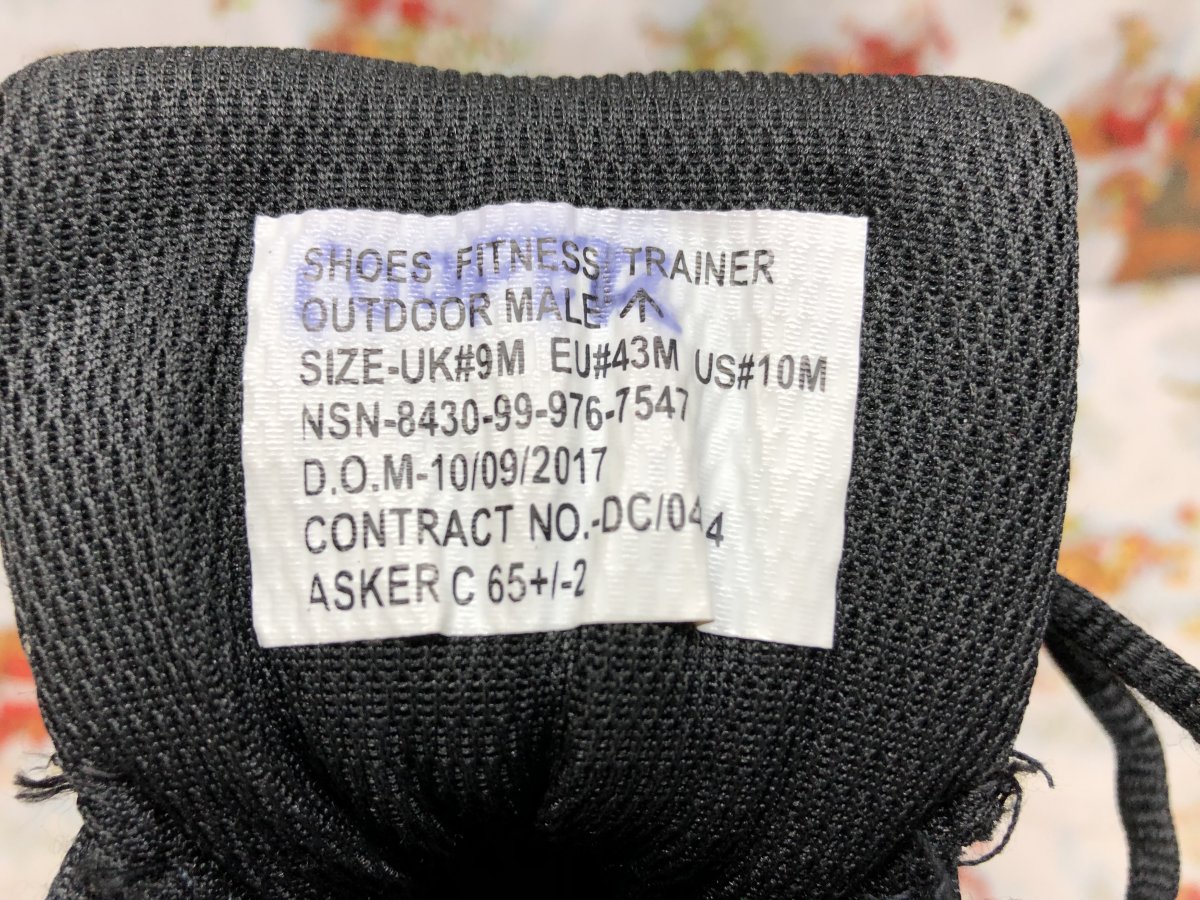 SHOES FITNESS TRAINER
OUTDOOR MALE
SIZE-UK#9M EU#43M US#10M
NSN-8430-99-976-7547
D.O.M-10/09/2017
CONTRACT NO.-DC/044
ASKER C 65+/-2